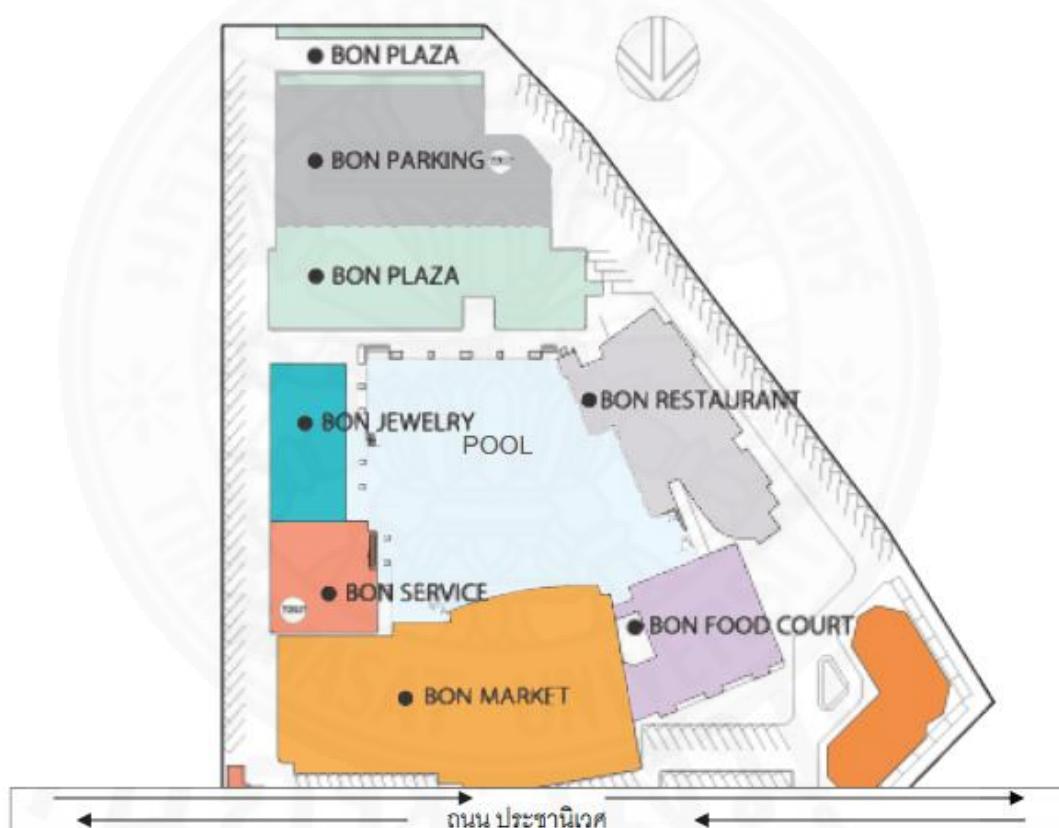 BON PLAZA
BON PARKING
BON PLAZA
BON RESTAURANT
BON JEWELRY
POOL
BON SERVICE
TOILET
BON FOOD COURT
BON MARKET
ถนน ประชานิเวศ